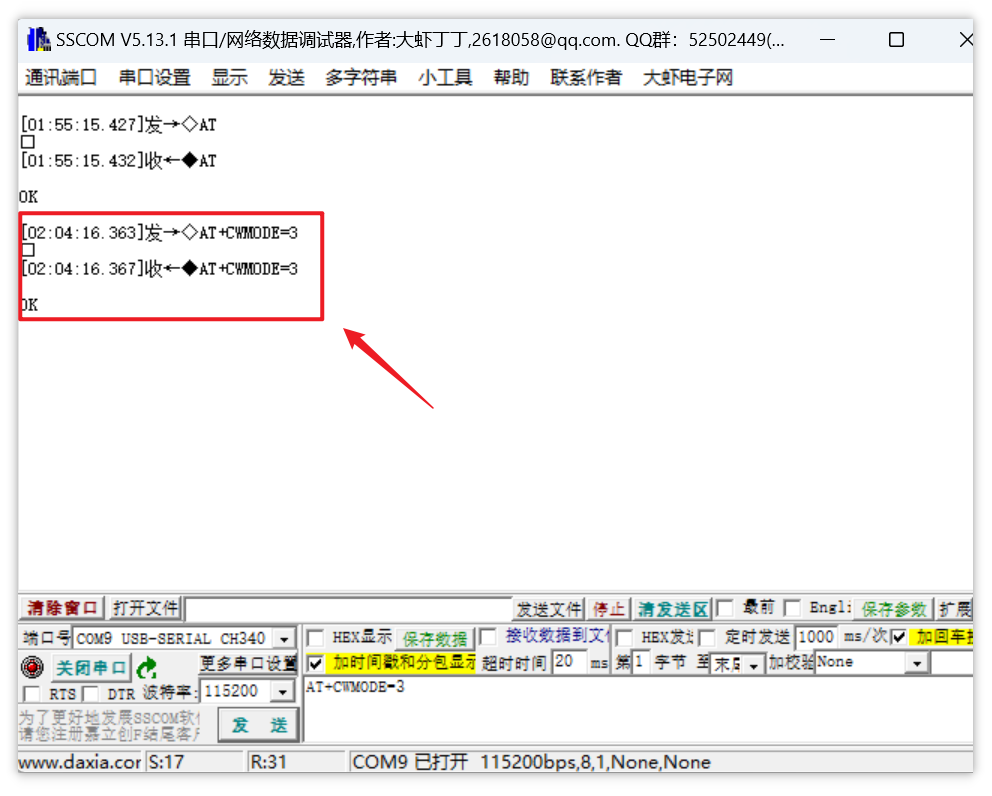 SSCOM V5.13.1 串口/网络数据调试器,作者:大虾丁丁,2618058@qq.com. QQ群：52502449(...
通讯端口 串口设置 显示 发送 多字符串 小工具 帮助 联系作者 大虾电子网
[01:55:15.427]发→◇AT
□
[01:55:15.432]收←◆AT
OK
[02:04:16.363]发→◇AT+CWMODE=3
□
[02:04:16.367]收←◆AT+CWMODE=3
OK
清除窗口 打开文件 发送文件 停止 清发送区 最前 Engli 保存参数 扩展
端口号 COM9 USB-SERIAL CH340 HEX显示 保存数据 接收数据到文 HEX发 定时发送 1000 ms/次 加回车
关闭串口 更多串口设置 加时间戳和分包显示 超时时间 20 ms 第 1 字节 至 末尾 加校验 None
RTS DTR 波特率: 115200 AT+CWMODE=3
为了更好地发展SSCOM软件
请您注册嘉立创F结尾客户
发 送
www.daxia.cor S:17 R:31 COM9 已打开 115200bps,8,1,None,None